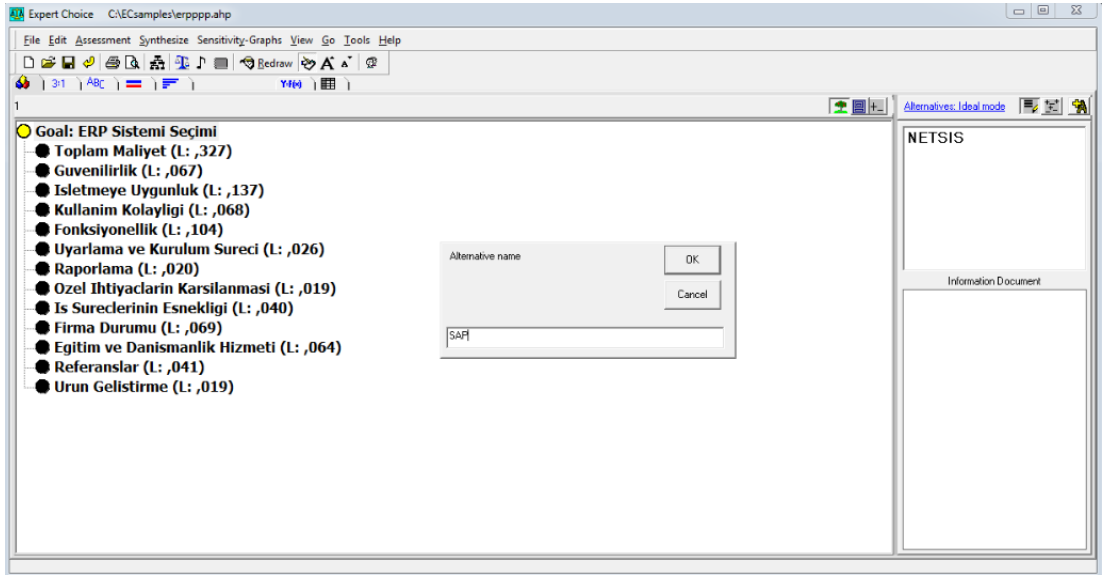 Expert Choice C:\ECsamples\erpppp.ahp
File Edit Assessment Synthesize Sensitivity-Graphs View Go Tools Help
Redraw
3:1 ABC Y=f(x)
1 Alternatives: Ideal mode
Goal: ERP Sistemi Seçimi
Toplam Maliyet (L: ,327)
Guvenilirlik (L: ,067)
Isletmeye Uygunluk (L: ,137)
Kullanim Kolayligi (L: ,068)
Fonksiyonellik (L: ,104)
Uyarlama ve Kurulum Sureci (L: ,026)
Raporlama (L: ,020)
Ozel Ihtiyaclarin Karsilanmasi (L: ,019)
Is Sureclerinin Esnekligi (L: ,040)
Firma Durumu (L: ,069)
Egitim ve Danismanlik Hizmeti (L: ,064)
Referanslar (L: ,041)
Urun Gelistirme (L: ,019)
Alternative name
OK
Cancel
SAP
NETSIS
Information Document